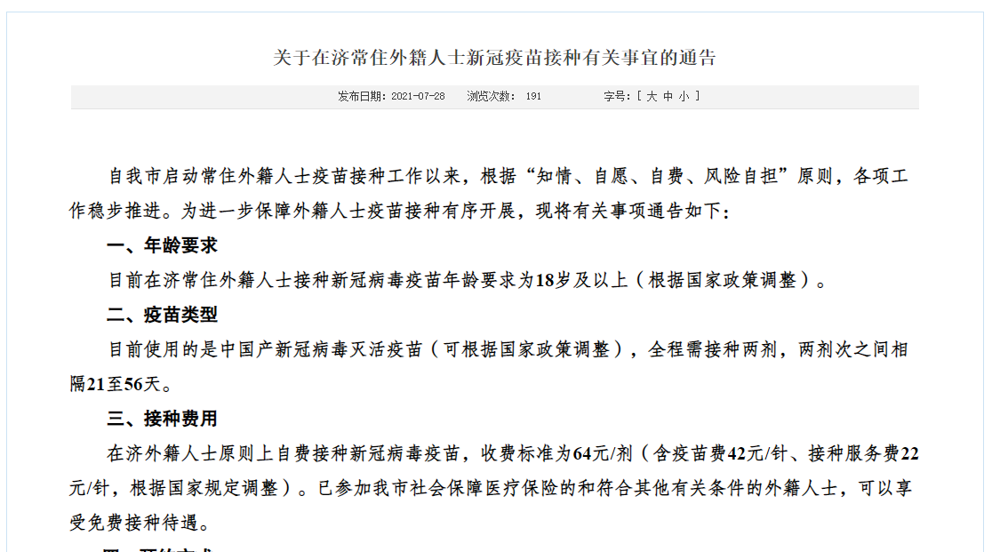 关于在济常住外籍人士新冠疫苗接种有关事宜的通告
发布日期：2021-07-28 浏览次数： 191 字号：[ 大 中 小 ]
自我市启动常住外籍人士疫苗接种工作以来，根据“知情、自愿、自费、风险自担”原则，各项工
作稳步推进。为进一步保障外籍人士疫苗接种有序开展，现将有关事项通告如下：
一、年龄要求
目前在济常住外籍人士接种新冠病毒疫苗年龄要求为18岁及以上（根据国家政策调整）。
二、疫苗类型
目前使用的是中国产新冠病毒灭活疫苗（可根据国家政策调整），全程需接种两剂，两剂次之间相
隔21至56天。
三、接种费用
在济外籍人士原则上自费接种新冠病毒疫苗，收费标准为64元/剂（含疫苗费42元/针、接种服务费22
元/针，根据国家规定调整）。已参加我市社会保障医疗保险的和符合其他有关条件的外籍人士，可以享
受免费接种待遇。